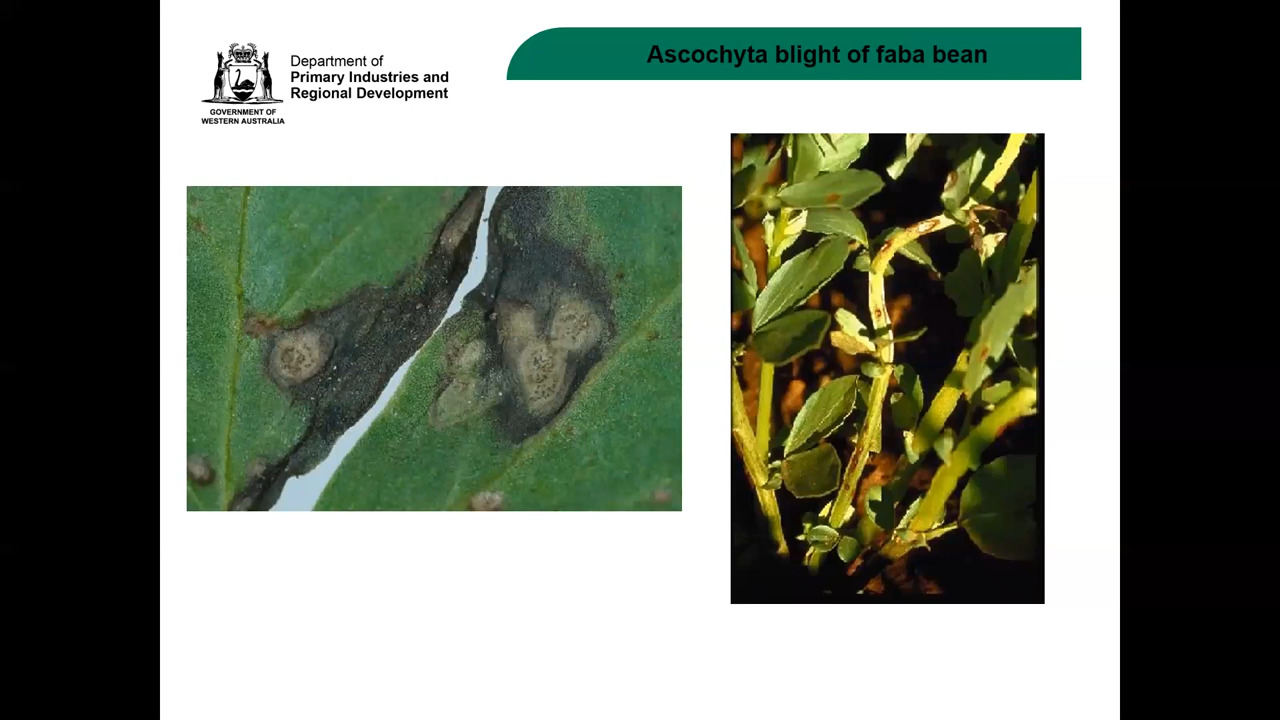 Department of
Primary Industries and
Regional Development
GOVERNMENT OF
WESTERN AUSTRALIA
Ascochyta blight of faba bean